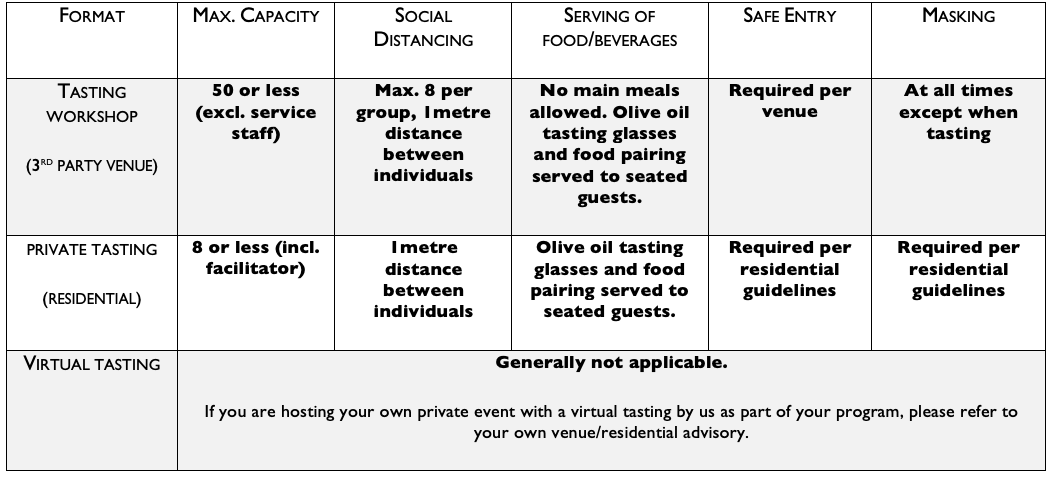 FORMAT
MAX. CAPACITY
SOCIAL
DISTANCING
SERVING OF
FOOD/BEVERAGES
SAFE ENTRY
MASKING
TASTING
WORKSHOP
(3RD PARTY VENUE)
50 or less
(excl. service
staff)
Max. 8 per
group, 1metre
distance
between
individuals
No main meals
allowed. Olive oil
tasting glasses
and food pairing
served to seated
guests.
Required per
venue
At all times
except when
tasting
PRIVATE TASTING
(RESIDENTIAL)
8 or less (incl.
facilitator)
1metre
distance
between
individuals
Olive oil tasting
glasses and food
pairing served to
seated guests.
Required per
residential
guidelines
Required per
residential
guidelines
VIRTUAL TASTING
Generally not applicable.
If you are hosting your own private event with a virtual tasting by us as part of your program, please refer to
your own venue/residential advisory.